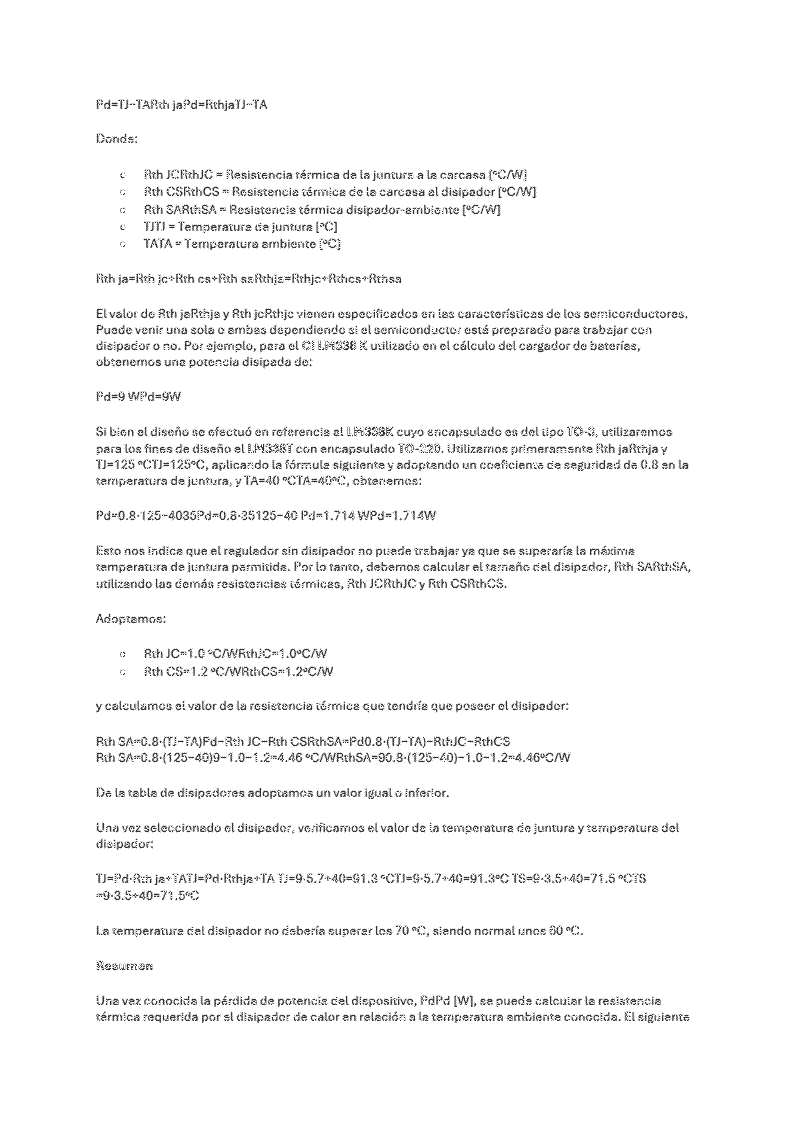 Pd=TJ−TARth jaPd=RthjaTJ−TA
Donde:
○ Rth JCRthJC = Resistencia térmica de la juntura a la carcasa [ºC/W]
○ Rth CSRthCS = Resistencia térmica de la carcasa al disipador [ºC/W]
○ Rth SARthSA = Resistencia térmica disipador-ambiente [ºC/W]
○ TJTJ = Temperatura de juntura [ºC]
○ TATA = Temperatura ambiente [ºC]
Rth ja=Rth jc+Rth cs+Rth saRthja=Rthjc+Rthcs+Rthsa
El valor de Rth jaRthja y Rth jcRthjc vienen especificados en las características de los semiconductores.
Puede venir una sola o ambas dependiendo si el semiconductor está preparado para trabajar con
disipador o no. Por ejemplo, para el CI LM338 K utilizado en el cálculo del cargador de baterías,
obtenemos una potencia disipada de:
Pd=9 WPd=9W
Si bien el diseño se efectuó en referencia al LM338K cuyo encapsulado es del tipo TO-3, utilizaremos
para los fines de diseño el LM338T con encapsulado TO-220. Utilizamos primeramente Rth jaRthja y
TJ=125 ºCTJ=125ºC, aplicando la fórmula siguiente y adoptando un coeficiente de seguridad de 0.8 en la
temperatura de juntura, y TA=40 ºCTA=40ºC, obtenemos:
Pd=0.8⋅125−4035Pd=0.8⋅35125−40 Pd=1.714 WPd=1.714W
Esto nos indica que el regulador sin disipador no puede trabajar ya que se superaría la máxima
temperatura de juntura permitida. Por lo tanto, debemos calcular el tamaño del disipador, Rth SARthSA,
utilizando las demás resistencias térmicas, Rth JCRthJC y Rth CSRthCS.
Adoptamos:
○ Rth JC=1.0 ºC/WRthJC=1.0ºC/W
○ Rth CS=1.2 ºC/WRthCS=1.2ºC/W
y calculamos el valor de la resistencia térmica que tendría que poseer el disipador:
Rth SA=0.8⋅(TJ−TA)Pd−Rth JC−Rth CSRthSA=Pd0.8⋅(TJ−TA)−RthJC−RthCS
Rth SA=0.8⋅(125−40)9−1.0−1.2=4.46 ºC/WRthSA=90.8⋅(125−40)−1.0−1.2=4.46ºC/W
De la tabla de disipadores adoptamos un valor igual o inferior.
Una vez seleccionado el disipador, verificamos el valor de la temperatura de juntura y temperatura del
disipador:
TJ=Pd⋅Rth ja+TATJ=Pd⋅Rthja+TA TJ=9⋅5.7+40=91.3 ºCTJ=9⋅5.7+40=91.3ºC TS=9⋅3.5+40=71.5 ºCTS
=9⋅3.5+40=71.5ºC
La temperatura del disipador no debería superar los 70 ºC, siendo normal unos 60 ºC.
Resumen
Una vez conocida la pérdida de potencia del dispositivo, PdPd [W], se puede calcular la resistencia
térmica requerida por el disipador de calor en relación a la temperatura ambiente conocida. El siguiente